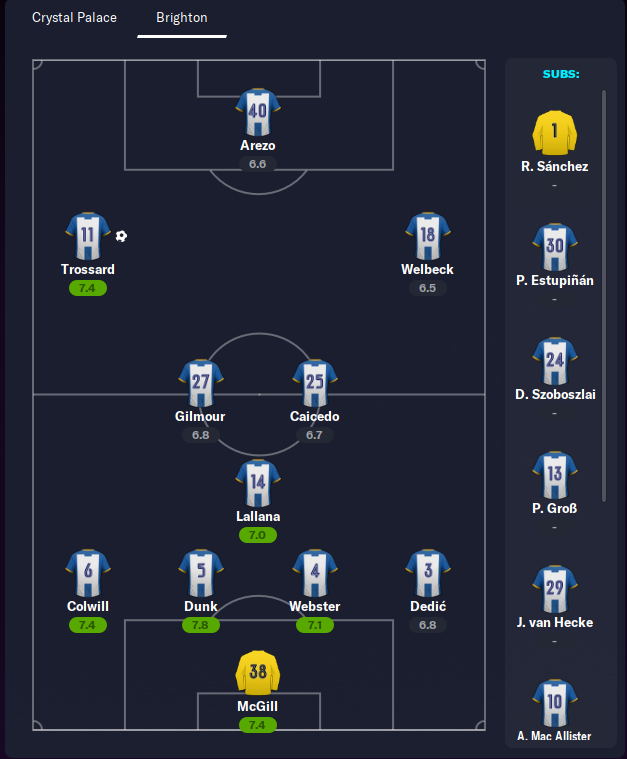 Crystal Palace
Brighton
SUBS:
40
Arezo
6.6
11
Trossard
7.4
18
Welbeck
6.5
27
Gilmour
6.8
25
Caicedo
6.7
14
Lallana
7.0
6
Colwill
7.4
5
Dunk
7.8
4
Webster
7.1
3
Dedić
6.8
38
McGill
7.4
1
R. Sánchez
-
30
P. Estupiñán
-
24
D. Szoboszlai
-
13
P. Groß
-
29
J. van Hecke
-
10
A. Mac Allister